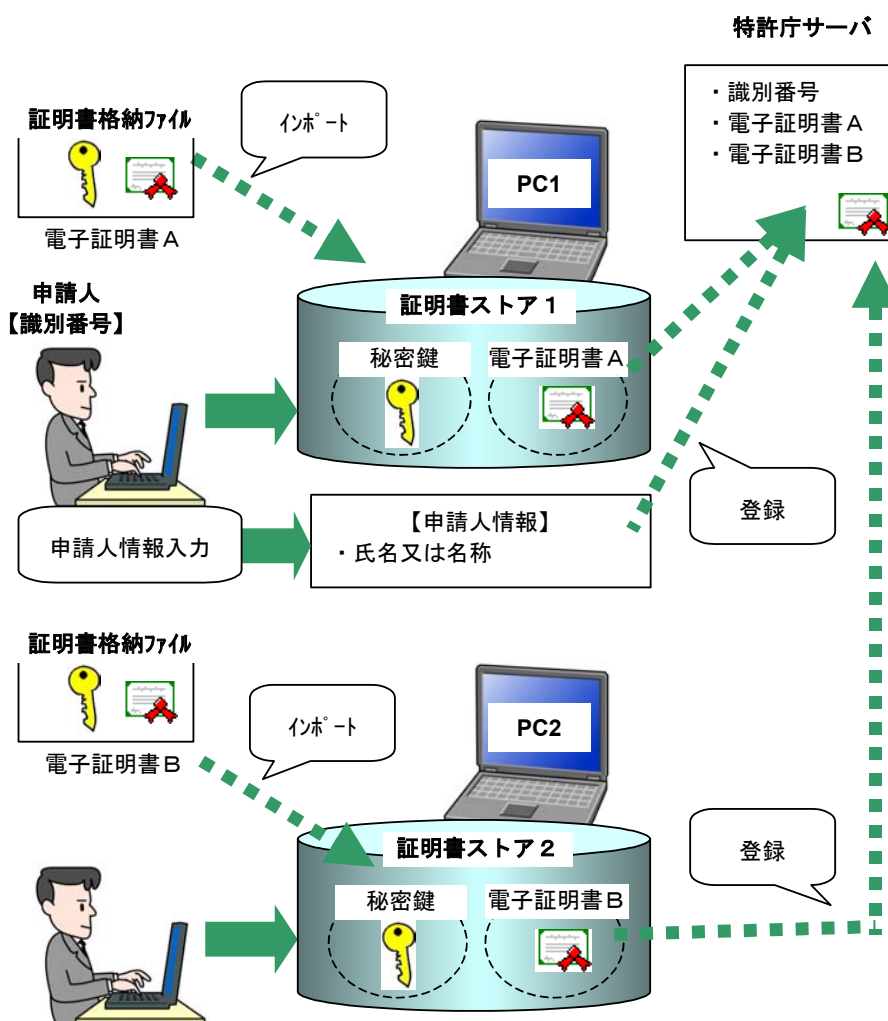 特許庁サーバ
・識別番号
・電子証明書A
・電子証明書B
証明書格納ﾌｧｲﾙ
ｲﾝﾎﾟｰﾄ
PC1
電子証明書A
申請人
【識別番号】
証明書ストア1
秘密鍵
電子証明書A
申請人情報入力
【申請人情報】
・氏名又は名称
登録
証明書格納ﾌｧｲﾙ
ｲﾝﾎﾟｰﾄ
PC2
電子証明書B
証明書ストア2
登録
秘密鍵
電子証明書B